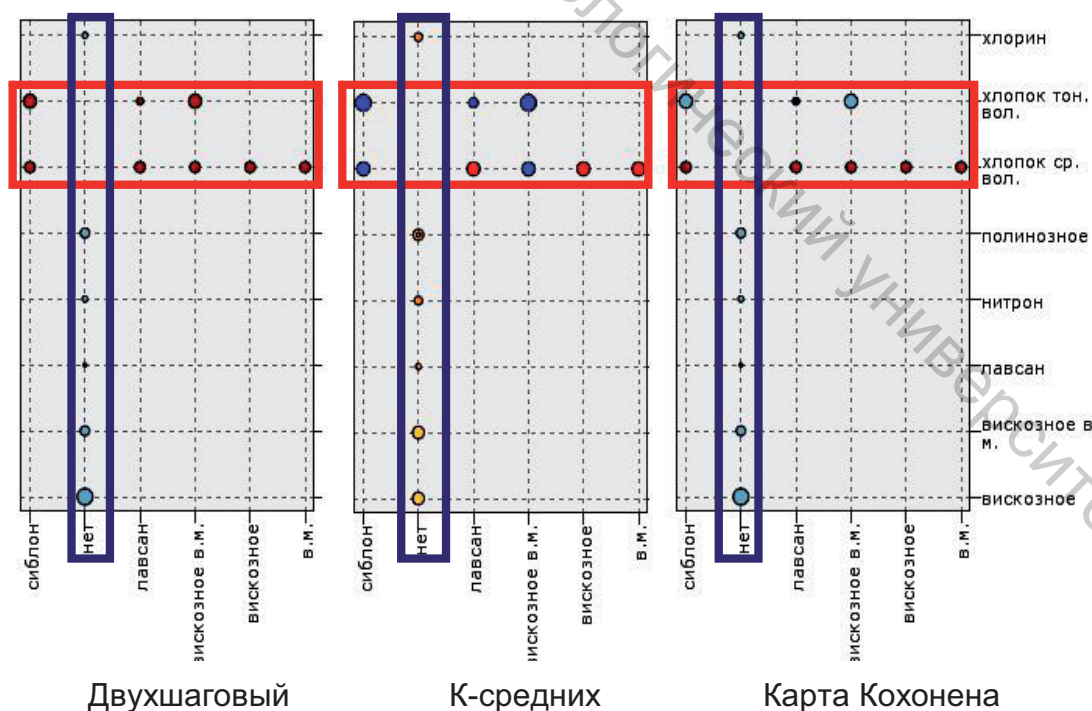 хлорин
хлопок тон.
вол.
хлопок ср.
вол.
полинозное
нитрон
лавсан
вискозное в
м.
вискозное
сиблон
нет
лавсан
вискозное в.м.
вискозное
в.м.
сиблон
нет
лавсан
вискозное в.м.
вискозное
в.м.
сиблон
нет
лавсан
вискозное в.м.
вискозное
в.м.
Двухшаговый
К-средних
Карта Кохонена